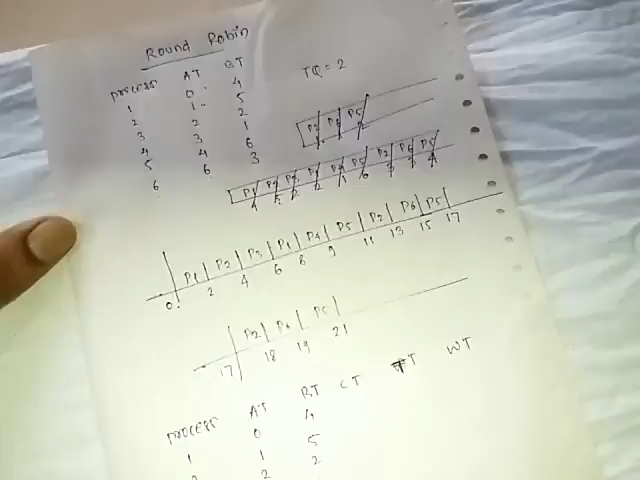 Round Robin
PROCESS AT BT TQ = 2
1 0 4
2 1 5
3 2 2
4 3 1
5 4 6
6 6 3
P2 P6 P5
P1 P2 P3 P1 P4 P5 P2 P6 P5
P1 P2 P3 P1 P4 P5 P2 P6 P5
0 2 4 6 8 9 11 13 15 17
P2 P6 P5
17 18 19 21
PROCESS AT BT CT TT WT
1 0 4
2 1 5
2 2